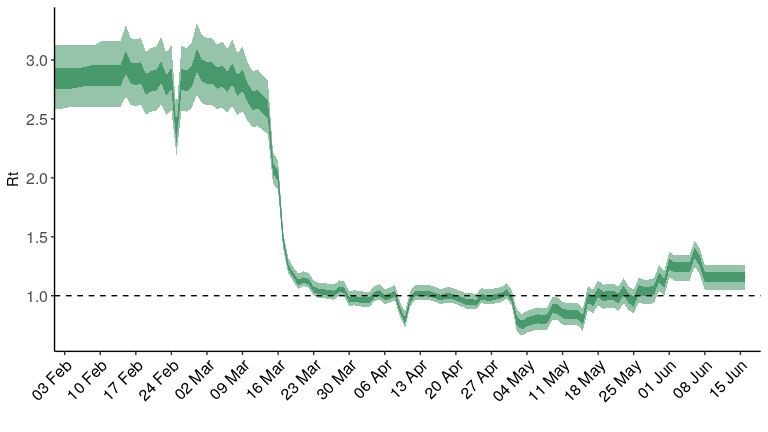 3.0
2.5
2.0
1.5
1.0
Rt
03 Feb
10 Feb
17 Feb
24 Feb
02 Mar
09 Mar
16 Mar
23 Mar
30 Mar
06 Apr
13 Apr
20 Apr
27 Apr
04 May
11 May
18 May
25 May
01 Jun
08 Jun
15 Jun